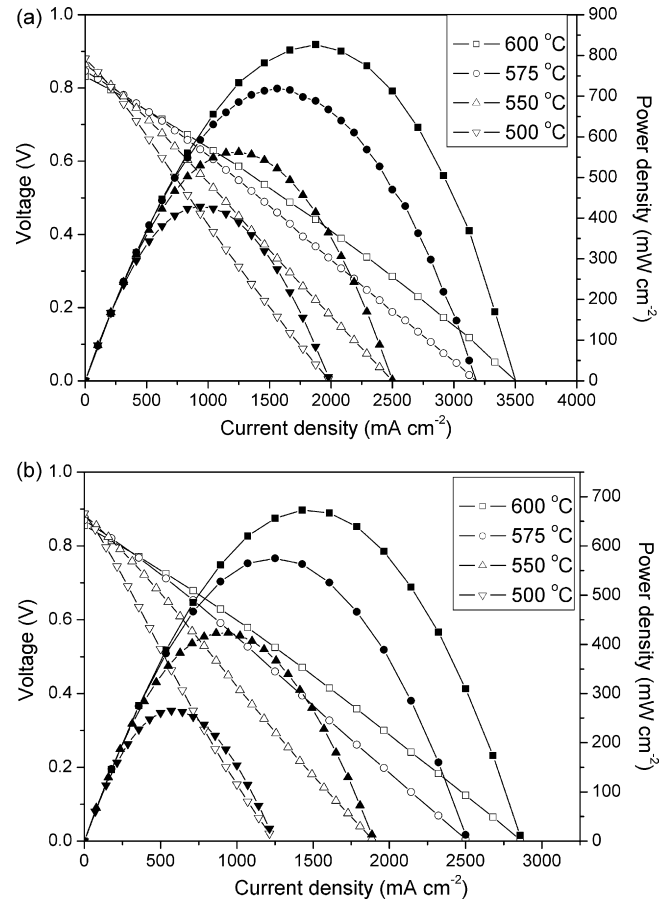 (a)
1.0
0.8
0.6
0.4
0.2
0.0
Voltage (V)
900
800
700
600
500
400
300
200
100
0
Power density (mW cm⁻²)
600 °C
575 °C
550 °C
500 °C
0 500 1000 1500 2000 2500 3000 3500 4000
Current density (mA cm⁻²)
(b)
1.0
0.8
0.6
0.4
0.2
0.0
Voltage (V)
700
600
500
400
300
200
100
0
Power density (mW cm⁻²)
600 °C
575 °C
550 °C
500 °C
0 500 1000 1500 2000 2500 3000
Current density (mA cm⁻²)